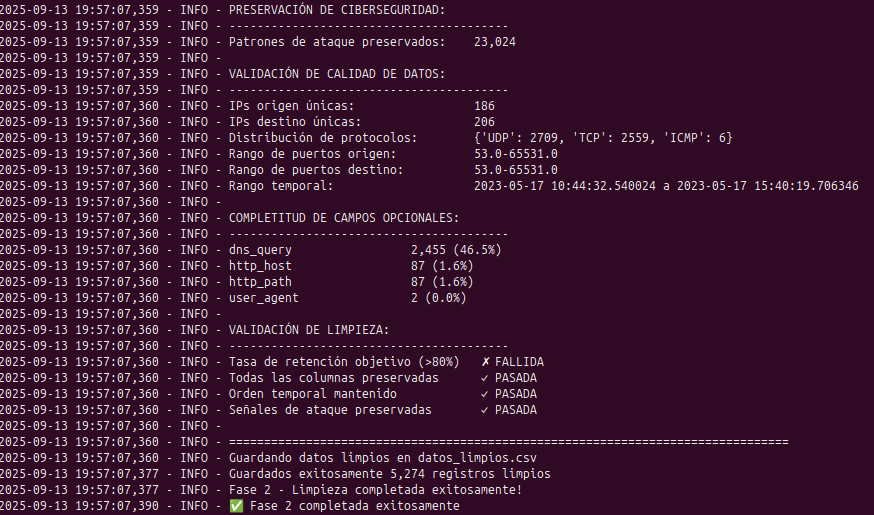 2025-09-13 19:57:07,359 - INFO - PRESERVACIÓN DE CIBERSEGURIDAD:
2025-09-13 19:57:07,359 - INFO - ----------------------------------------
2025-09-13 19:57:07,359 - INFO - Patrones de ataque preservados:    23,024
2025-09-13 19:57:07,359 - INFO -
2025-09-13 19:57:07,360 - INFO - VALIDACIÓN DE CALIDAD DE DATOS:
2025-09-13 19:57:07,360 - INFO - ----------------------------------------
2025-09-13 19:57:07,360 - INFO - IPs origen únicas:                 186
2025-09-13 19:57:07,360 - INFO - IPs destino únicas:                206
2025-09-13 19:57:07,360 - INFO - Distribución de protocolos:        {'UDP': 2709, 'TCP': 2559, 'ICMP': 6}
2025-09-13 19:57:07,360 - INFO - Rango de puertos origen:           53.0-65531.0
2025-09-13 19:57:07,360 - INFO - Rango de puertos destino:          53.0-65531.0
2025-09-13 19:57:07,360 - INFO - Rango temporal:                    2023-05-17 10:44:32.540024 a 2023-05-17 15:40:19.706346
2025-09-13 19:57:07,360 - INFO -
2025-09-13 19:57:07,360 - INFO - COMPLETITUD DE CAMPOS OPCIONALES:
2025-09-13 19:57:07,360 - INFO - ----------------------------------------
2025-09-13 19:57:07,360 - INFO - dns_query                 2,455 (46.5%)
2025-09-13 19:57:07,360 - INFO - http_host                 87 (1.6%)
2025-09-13 19:57:07,360 - INFO - http_path                 87 (1.6%)
2025-09-13 19:57:07,360 - INFO - user_agent                2 (0.0%)
2025-09-13 19:57:07,360 - INFO -
2025-09-13 19:57:07,360 - INFO - VALIDACIÓN DE LIMPIEZA:
2025-09-13 19:57:07,360 - INFO - ----------------------------------------
2025-09-13 19:57:07,360 - INFO - Tasa de retención objetivo (>80%)   ✗ FALLIDA
2025-09-13 19:57:07,360 - INFO - Todas las columnas preservadas      ✓ PASADA
2025-09-13 19:57:07,360 - INFO - Orden temporal mantenido            ✓ PASADA
2025-09-13 19:57:07,360 - INFO - Señales de ataque preservadas       ✓ PASADA
2025-09-13 19:57:07,360 - INFO -
2025-09-13 19:57:07,360 - INFO - ================================================================================
2025-09-13 19:57:07,360 - INFO - Guardando datos limpios en datos_limpios.csv
2025-09-13 19:57:07,377 - INFO - Guardados exitosamente 5,274 registros limpios
2025-09-13 19:57:07,377 - INFO - Fase 2 - Limpieza completada exitosamente!
2025-09-13 19:57:07,390 - INFO - ✅ Fase 2 completada exitosamente